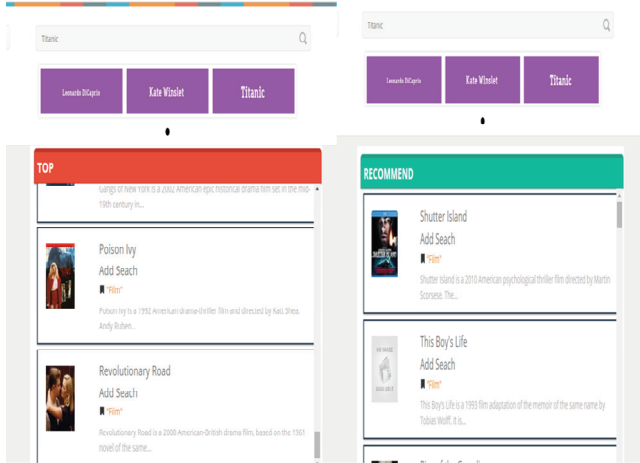 Titanic
Leonardo DiCaprio
Kate Winslet
Titanic
TOP
Gangs of New York is a 2002 American epic historical drama film set in the mid-
19th century in...
Poison Ivy
Add Seach
"Film"
Poison Ivy is a 1992 American drama-thriller film and directed by Katt Shea.
Andy Ruben...
Revolutionary Road
Add Seach
"Film"
Revolutionary Road is a 2000 American-British drama film, based on the 1961
novel of the same...
Titanic
Leonardo DiCaprio
Kate Winslet
Titanic
RECOMMEND
Shutter Island
Add Seach
"Film"
Shutter Island is a 2010 American psychological thriller film directed by Martin
Scorsese. The...
NO IMAGE
This Boy's Life
Add Seach
"Film"
This Boy's Life is a 1993 film adaptation of the memoir of the same name by
Tobias Wolff. It is...